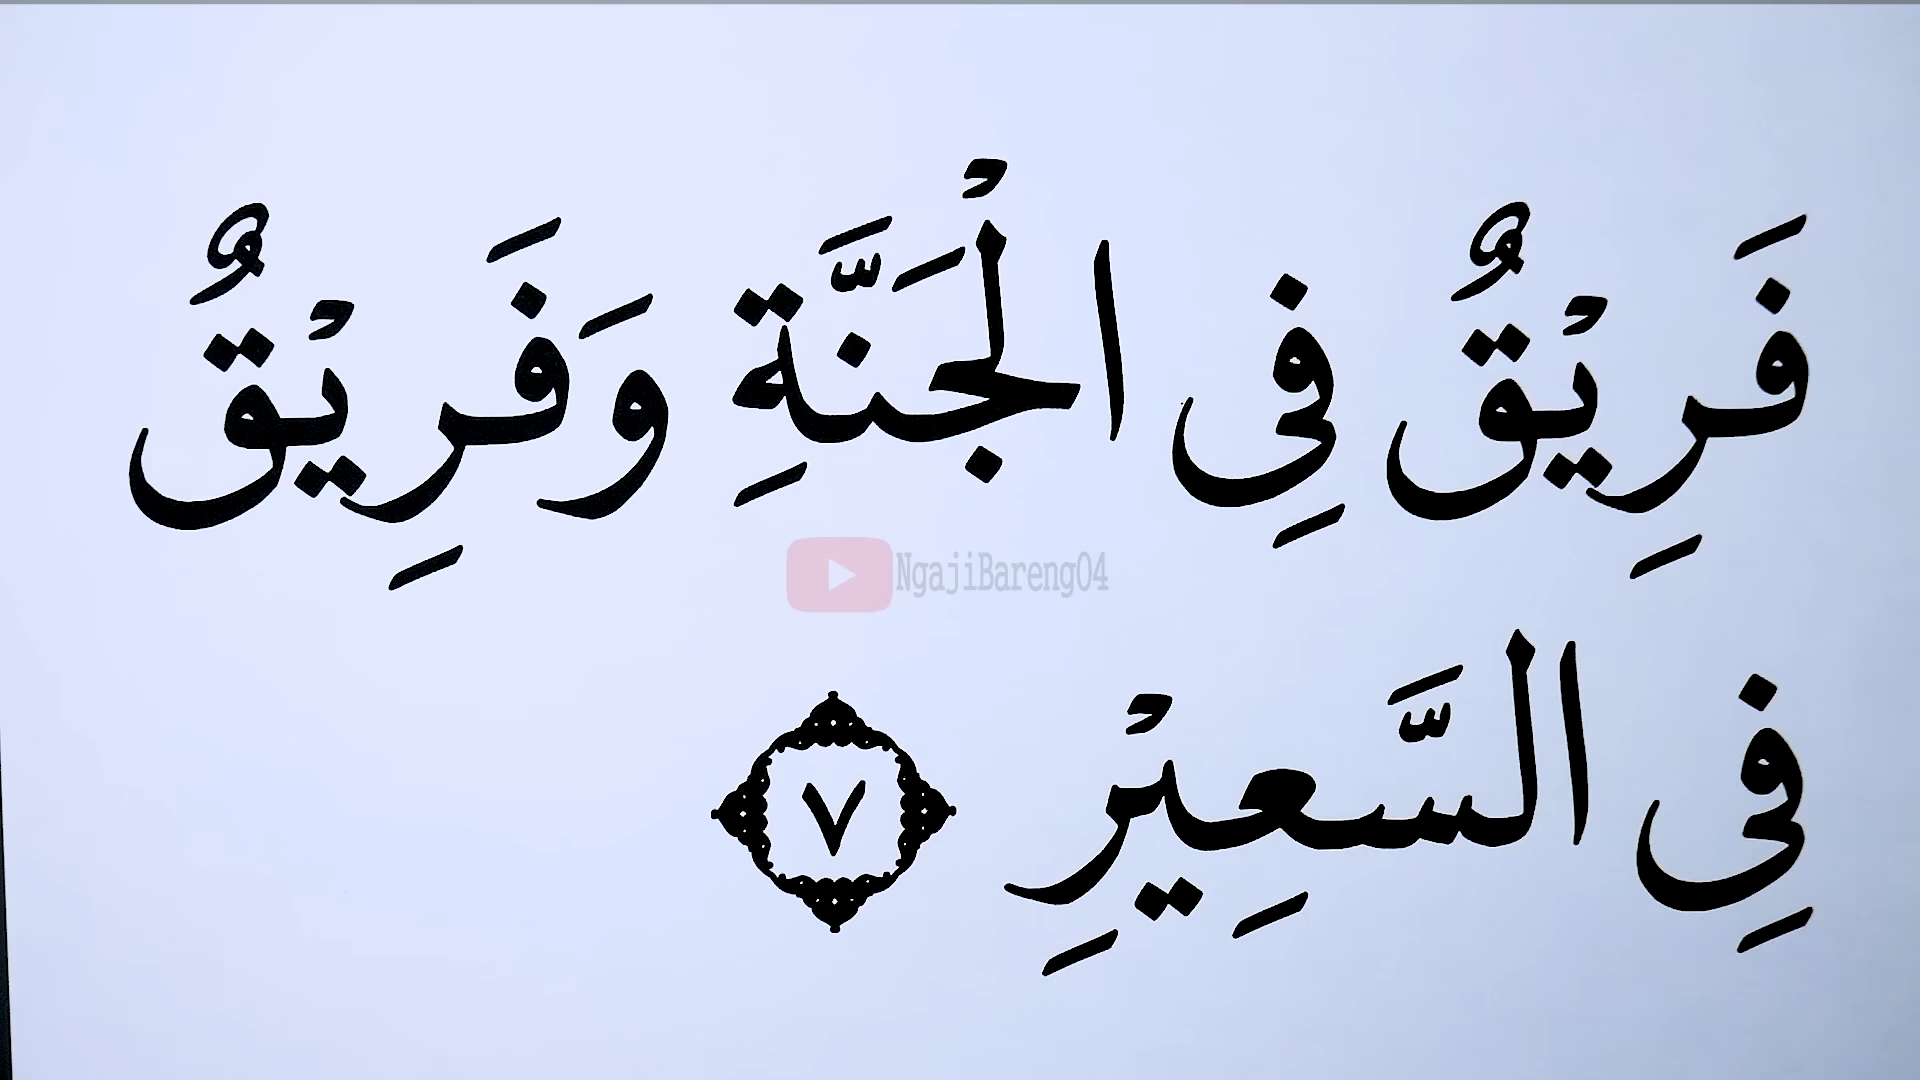 فَرِيْقٌ فِي الْجَنَّةِ وَفَرِيْقٌ
NgajiBareng04
فِي السَّعِيْرِ ٧